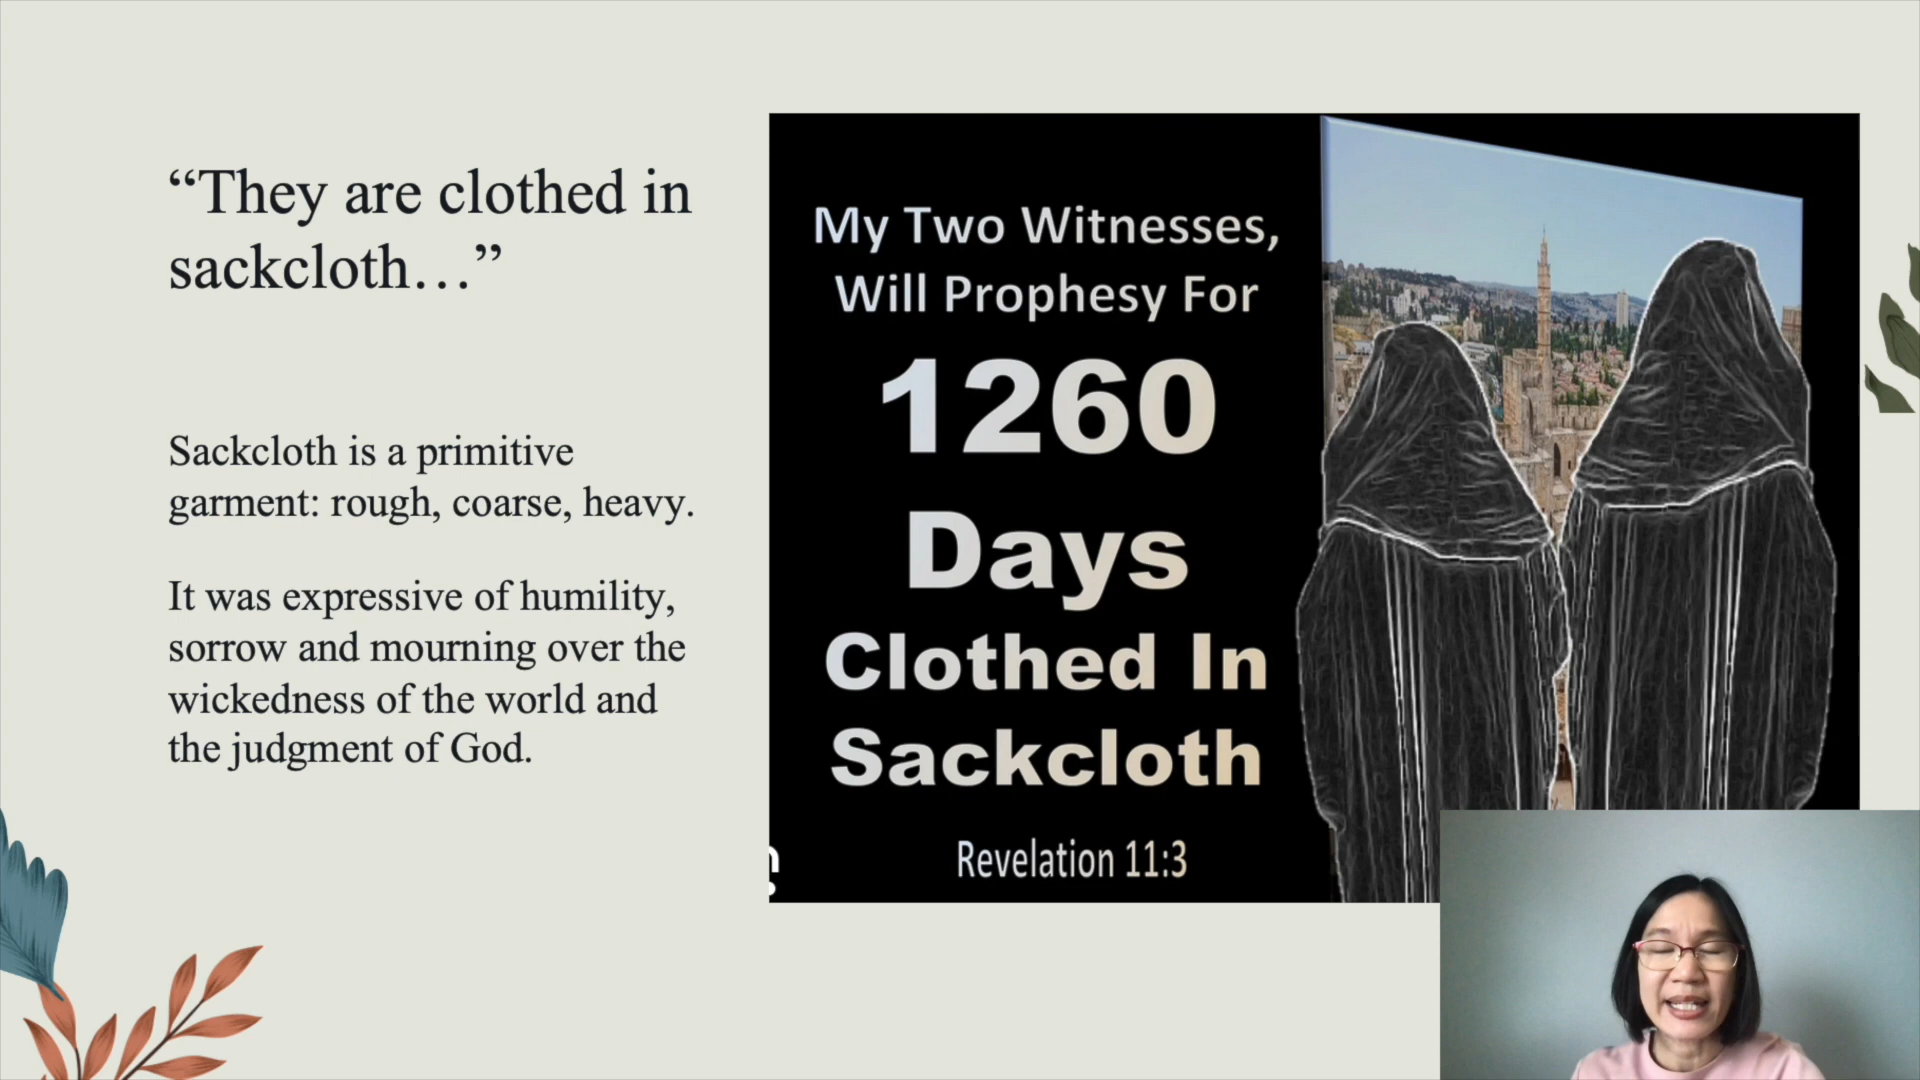 “They are clothed in
sackcloth…”
Sackcloth is a primitive
garment: rough, coarse, heavy.
It was expressive of humility,
sorrow and mourning over the
wickedness of the world and
the judgment of God.
My Two Witnesses,
Will Prophesy For
1260
Days
Clothed In
Sackcloth
Revelation 11:3